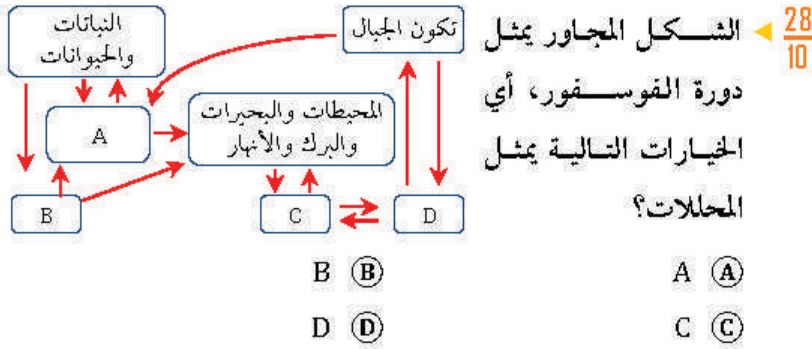 28
10
الشكل المجاور يمثل
دورة الفوسفور، أي
الخيارات التالية يمثل
المحللات؟
النباتات
والحيوانات
تكون الجبال
A
المحيطات والبحيرات
والبرك والأنهار
B
C
D
A A
B B
C C
D D